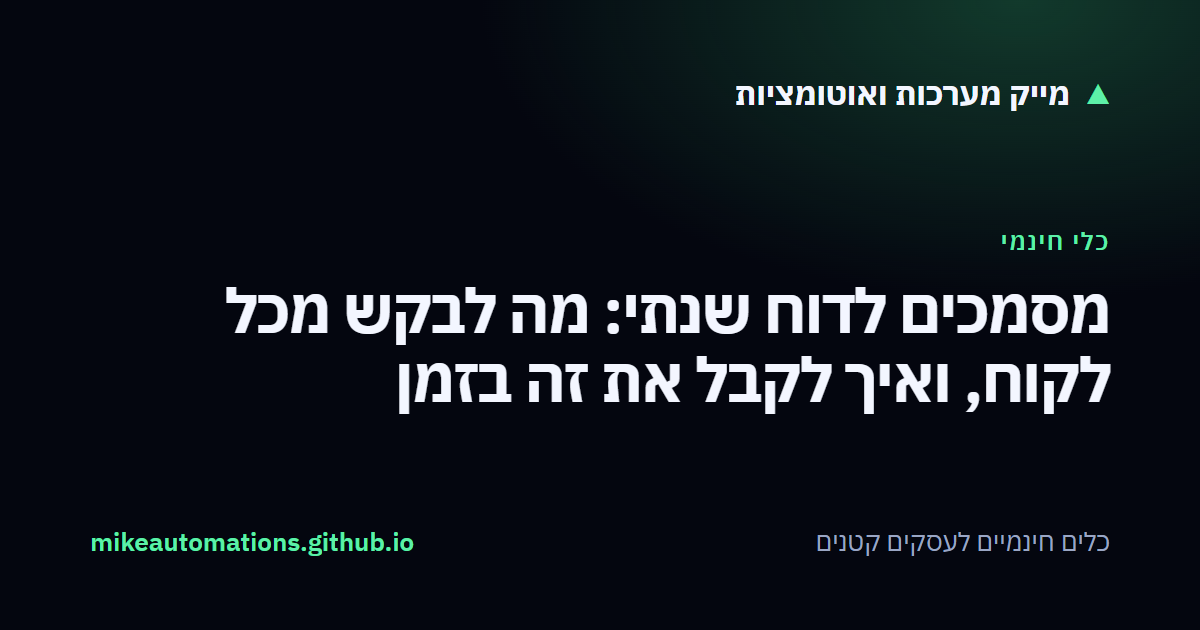 מייק מערכות ואוטומציות
כלי חינמי
מסמכים לדוח שנתי: מה לבקש מכל
לקוח, ואיך לקבל את זה בזמן
כלים חינמיים לעסקים קטנים
mikeautomations.github.io